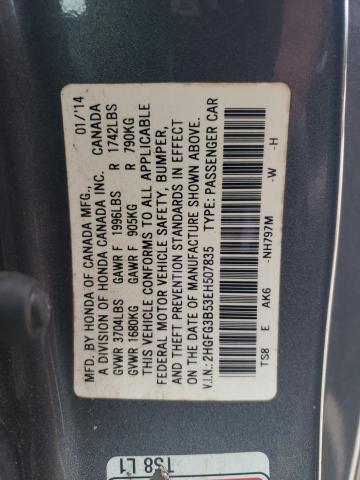 MFD. BY HONDA OF CANADA MFG., 01/'14
A DIVISION OF HONDA CANADA INC. CANADA
GVWR 3704LBS GAWR F 1996LBS R 1742LBS
GVWR 1680KG GAWR F 905KG R 790KG
THIS VEHICLE CONFORMS TO ALL APPLICABLE
FEDERAL MOTOR VEHICLE SAFETY, BUMPER,
AND THEFT PREVENTION STANDARDS IN EFFECT
ON THE DATE OF MANUFACTURE SHOWN ABOVE.
V.I.N.: 2HGFG3B53EH507835 TYPE: PASSENGER CAR
TS8 E AK6 -NH797M -W -H
TS8 L1